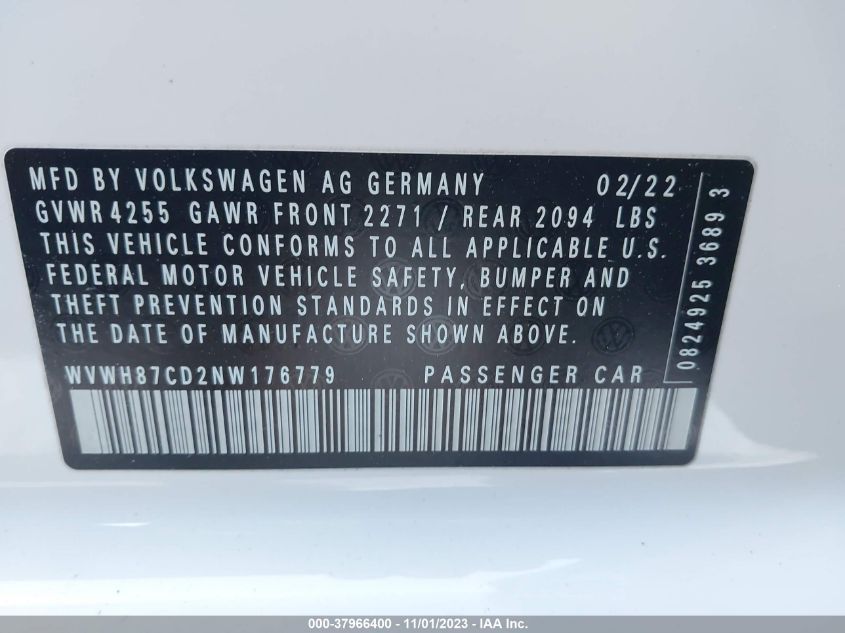 MFD BY VOLKSWAGEN AG GERMANY 02/22
GVWR 4255 GAWR FRONT 2271 / REAR 2094 LBS
THIS VEHICLE CONFORMS TO ALL APPLICABLE U.S.
FEDERAL MOTOR VEHICLE SAFETY, BUMPER AND
THEFT PREVENTION STANDARDS IN EFFECT ON
THE DATE OF MANUFACTURE SHOWN ABOVE.
WVWH87CD2NW176779 PASSENGER CAR
0824925 3689 3
000-37966400 - 11/01/2023 - IAA Inc.